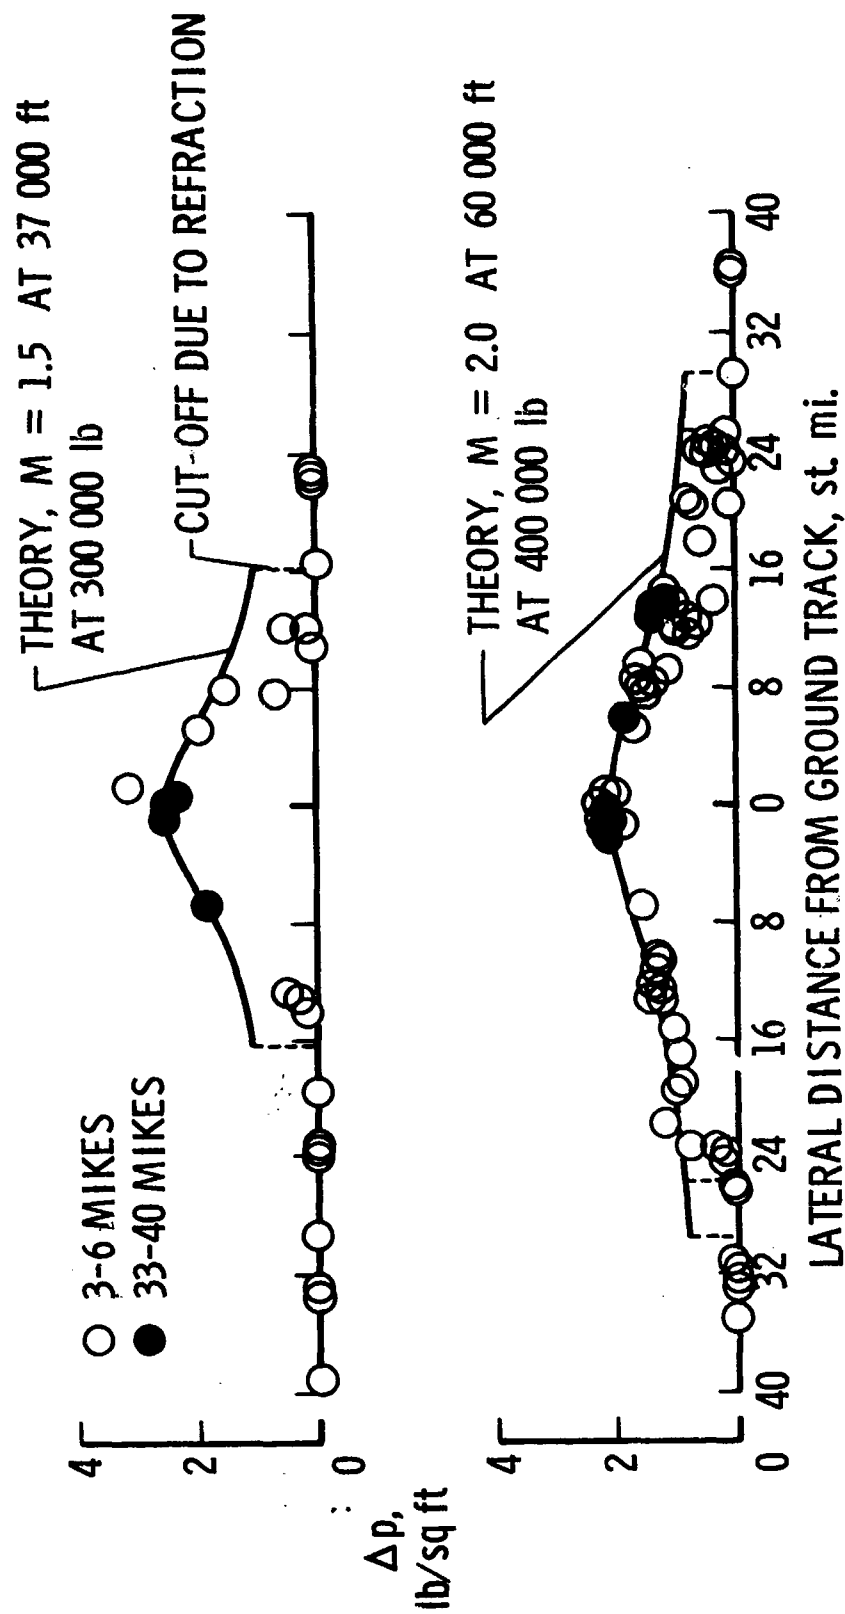 THEORY, M = 1.5 AT 37 000 ft
AT 300 000 lb
CUT-OFF DUE TO REFRACTION
3-6 MIKES
33-40 MIKES
4
2
0
Δp,
lb/sq ft
THEORY, M = 2.0 AT 60 000 ft
AT 400 000 lb
4
2
0
40 32 24 16 8 0 8 16 24 32 40
LATERAL DISTANCE FROM GROUND TRACK, st. mi.